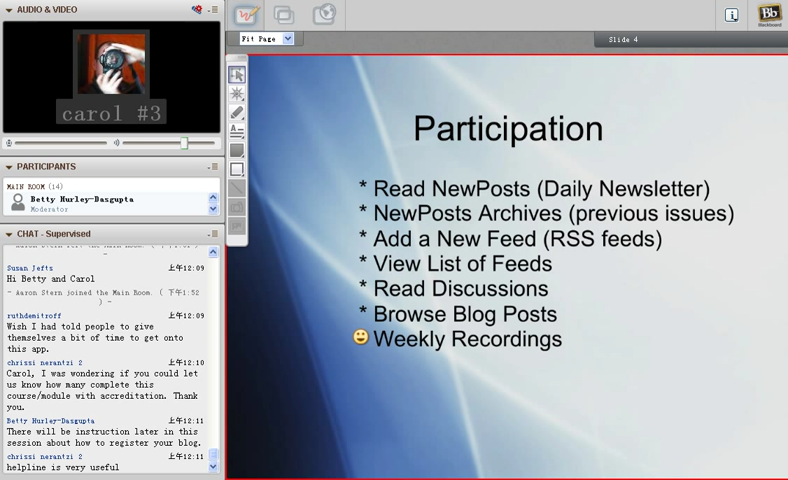 AUDIO & VIDEO
carol #3
PARTICIPANTS
MAIN ROOM (14)
Betty Hurley-Dasgupta
Moderator
CHAT - Supervised
Susan Jefts 上午12:09
Hi Betty and Carol
- Aaron Stern joined the Main Room. ( 下午1:52
) -
ruthdemitroff 上午12:09
Wish I had told people to give
themselves a bit of time to get onto
this app.
chrissi nerantzi 2 上午12:10
Carol, I was wondering if you could let
us know how many complete this
course/module with accreditation. Thank
you.
Betty Hurley-Dasgupta 上午12:11
There will be instruction later in this
session about how to register your blog.
chrissi nerantzi 2 上午12:11
helpline is very useful
Bb
Blackboard
Fit Page
Slide 4
Participation
* Read NewPosts (Daily Newsletter)
* NewPosts Archives (previous issues)
* Add a New Feed (RSS feeds)
* View List of Feeds
* Read Discussions
* Browse Blog Posts
Weekly Recordings